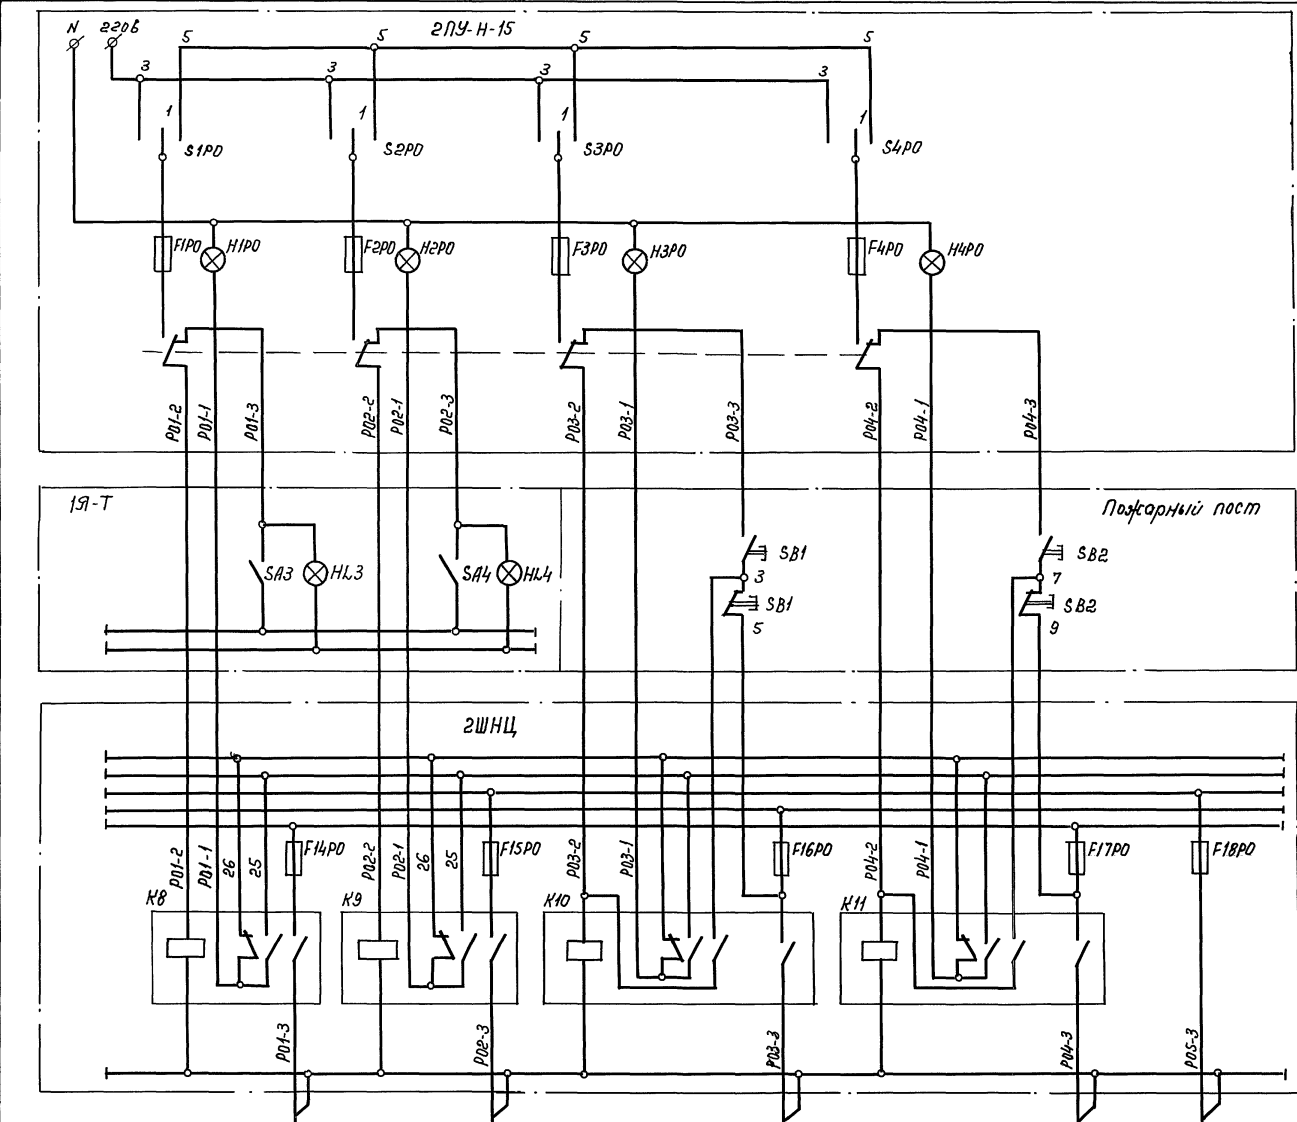 N 220В 2ПУ-Н-15
5 5 5 5
3 3 3 3
1 1 1 1
S1PO S2PO S3PO S4PO
F1PO H1PO F2PO H2PO F3PO H3PO F4PO H4PO
PO1-2 PO1-1 PO1-3 PO2-2 PO2-1 PO2-3 PO3-2 PO3-1 PO3-3 PO4-2 PO4-1 PO4-3
1Я-Т Пожарный пост
SB1 SB2
SA3 HL3 SA4 HL4 3 7
SB1 SB2
5 9
2ШНЦ
F14PO F15PO F16PO F17PO F18PO
PO1-2 PO1-1 26 25 PO2-2 PO2-1 26 25 PO3-2 PO3-1 PO4-2 PO4-1
K8 K9 K10 K11
PO1-3 PO2-3 PO3-3 PO4-3 PO5-3